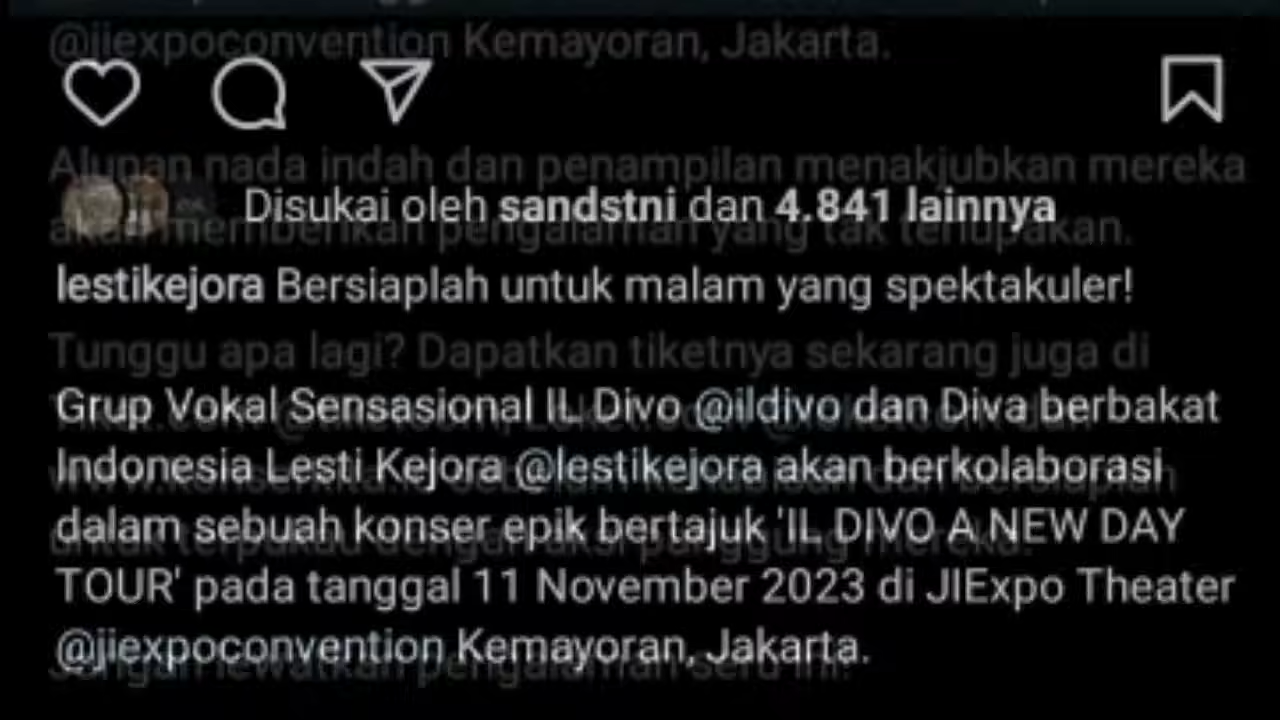 @jiexpoconvention Kemayoran, Jakarta.
Alunan nada indah dan penampilan menakjubkan mereka
Disukai oleh sandstni dan 4.841 lainnya
akan memberikan pengalaman yang tak terlupakan.
lestikejora Bersiaplah untuk malam yang spektakuler!
Tunggu apa lagi? Dapatkan tiketnya sekarang juga di
Grup Vokal Sensasional IL Divo @ildivo dan Diva berbakat
Indonesia Lesti Kejora @lestikejora akan berkolaborasi
dalam sebuah konser epik bertajuk 'IL DIVO A NEW DAY
untuk terpukau dengan aksi panggung mereka.
TOUR' pada tanggal 11 November 2023 di JIExpo Theater
@jiexpoconvention Kemayoran, Jakarta.
Jangan lewatkan pengalaman seru ini!